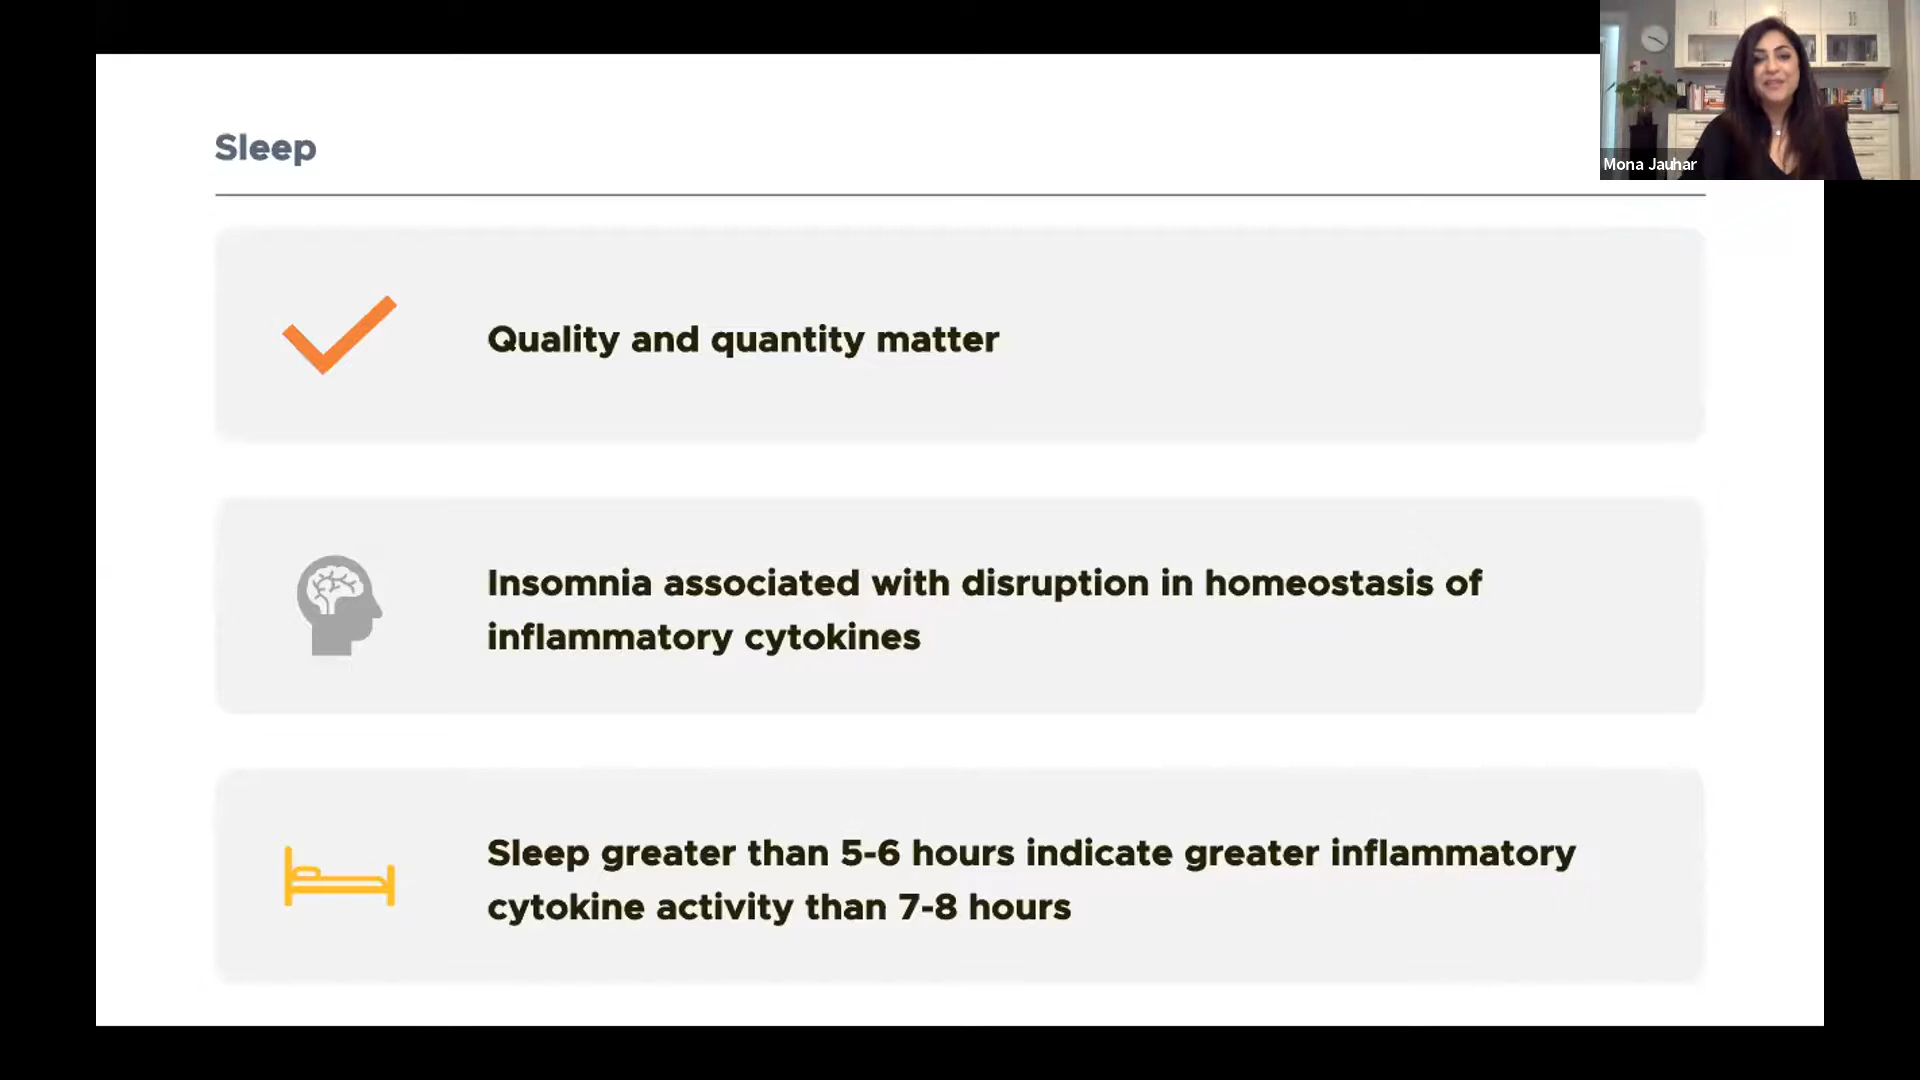 Sleep
Mona Jauhar
Quality and quantity matter
Insomnia associated with disruption in homeostasis of
inflammatory cytokines
Sleep greater than 5-6 hours indicate greater inflammatory
cytokine activity than 7-8 hours